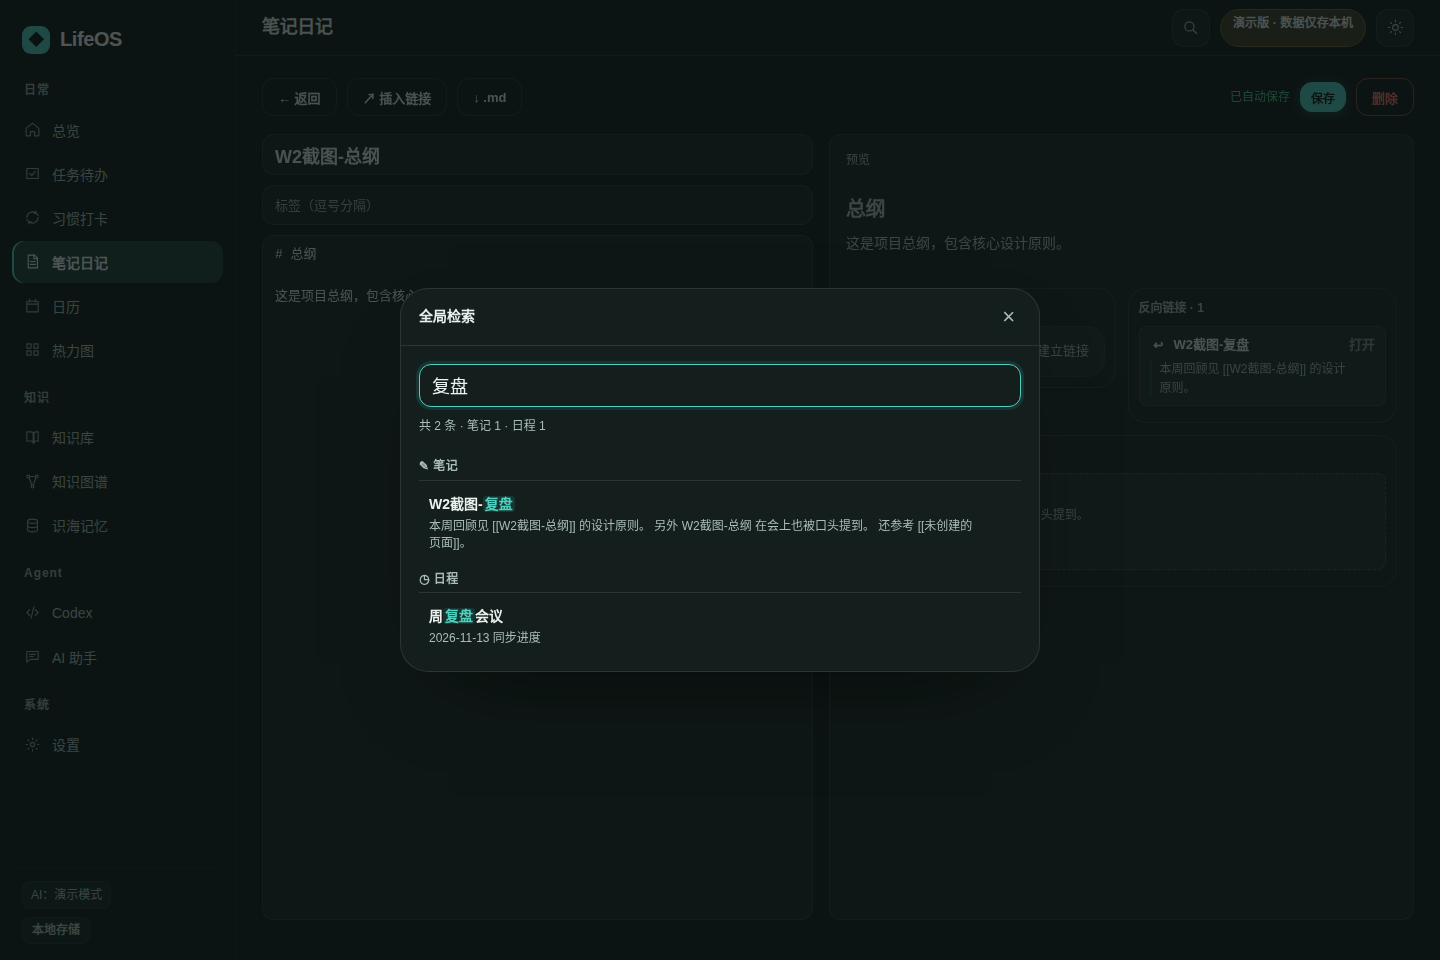 LifeOS
日常
总览
任务待办
习惯打卡
笔记日记
日历
热力图
知识
知识库
知识图谱
识海记忆
Agent
Codex
AI 助手
系统
设置
AI：演示模式
本地存储
笔记日记
演示版 · 数据仅存本机
← 返回
↗ 插入链接
↓ .md
已自动保存
保存
删除
W2截图-总纲
标签（逗号分隔）
# 总纲
这是项目总纲，包含核心
预览
总纲
这是项目总纲，包含核心设计原则。
建立链接
反向链接 · 1
↩ W2截图-复盘
打开
本周回顾见 [[W2截图-总纲]] 的设计
原则。
头提到。
全局检索
×
复盘
共 2 条 · 笔记 1 · 日程 1
✎ 笔记
W2截图-复盘
本周回顾见 [[W2截图-总纲]] 的设计原则。 另外 W2截图-总纲 在会上也被口头提到。 还参考 [[未创建的
页面]]。
◷ 日程
周复盘会议
2026-11-13 同步进度